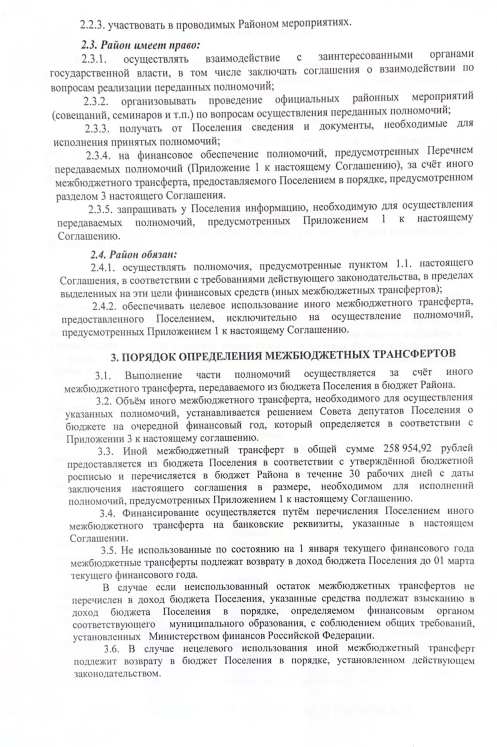 2.2.3. участвовать в проводимых Районом мероприятиях.
2.3. Район имеет право:
2.3.1. осуществлять взаимодействие с заинтересованными органами
государственной власти, в том числе заключать соглашения о взаимодействии по
вопросам реализации переданных полномочий;
2.3.2. организовывать проведение официальных районных мероприятий
(совещаний, семинаров и т.п.) по вопросам осуществления переданных полномочий;
2.3.3. получать от Поселения сведения и документы, необходимые для
исполнения принятых полномочий;
2.3.4. на финансовое обеспечение полномочий, предусмотренных Перечнем
передаваемых полномочий (Приложение 1 к настоящему Соглашению), за счёт иного
межбюджетного трансферта, предоставляемого Поселением в порядке, предусмотренном
разделом 3 настоящего Соглашения.
2.3.5. запрашивать у Поселения информацию, необходимую для осуществления
передаваемых полномочий, предусмотренных Приложением 1 к настоящему
Соглашению.
2.4. Район обязан:
2.4.1. осуществлять полномочия, предусмотренные пунктом 1.1. настоящего
Соглашения, в соответствии с требованиями действующего законодательства, в пределах
выделенных на эти цели финансовых средств (иных межбюджетных трансфертов);
2.4.2. обеспечивать целевое использование иного межбюджетного трансферта,
предоставленного Поселением, исключительно на осуществление полномочий,
предусмотренных Приложением 1 к настоящему Соглашению.
3. ПОРЯДОК ОПРЕДЕЛЕНИЯ МЕЖБЮДЖЕТНЫХ ТРАНСФЕРТОВ
3.1. Выполнение части полномочий осуществляется за счёт иного
межбюджетного трансферта, передаваемого из бюджета Поселения в бюджет Района.
3.2. Объём иного межбюджетного трансферта, необходимого для осуществления
указанных полномочий, устанавливается решением Совета депутатов Поселения о
бюджете на очередной финансовый год, который определяется в соответствии с
Приложении 3 к настоящему соглашению.
3.3. Иной межбюджетный трансферт в общей сумме 258 954,92 рублей
предоставляется из бюджета Поселения в соответствии с утверждённой бюджетной
росписью и перечисляется в бюджет Района в течение 30 рабочих дней с даты
заключения настоящего соглашения в размере, необходимом для исполнений
полномочий, предусмотренных Приложением 1 к настоящему Соглашению.
3.4. Финансирование осуществляется путём перечисления Поселением иного
межбюджетного трансферта на банковские реквизиты, указанные в настоящем
Соглашении.
3.5. Не использованные по состоянию на 1 января текущего финансового года
межбюджетные трансферты подлежат возврату в доход бюджета Поселения до 01 марта
текущего финансового года.
В случае если неиспользованный остаток межбюджетных трансфертов не
перечислен в доход бюджета Поселения, указанные средства подлежат взысканию в
доход бюджета Поселения в порядке, определяемом финансовым органом
соответствующего муниципального образования, с соблюдением общих требований,
установленных Министерством финансов Российской Федерации.
3.6. В случае нецелевого использования иной межбюджетный трансферт
подлежит возврату в бюджет Поселения в порядке, установленном действующем
законодательством.